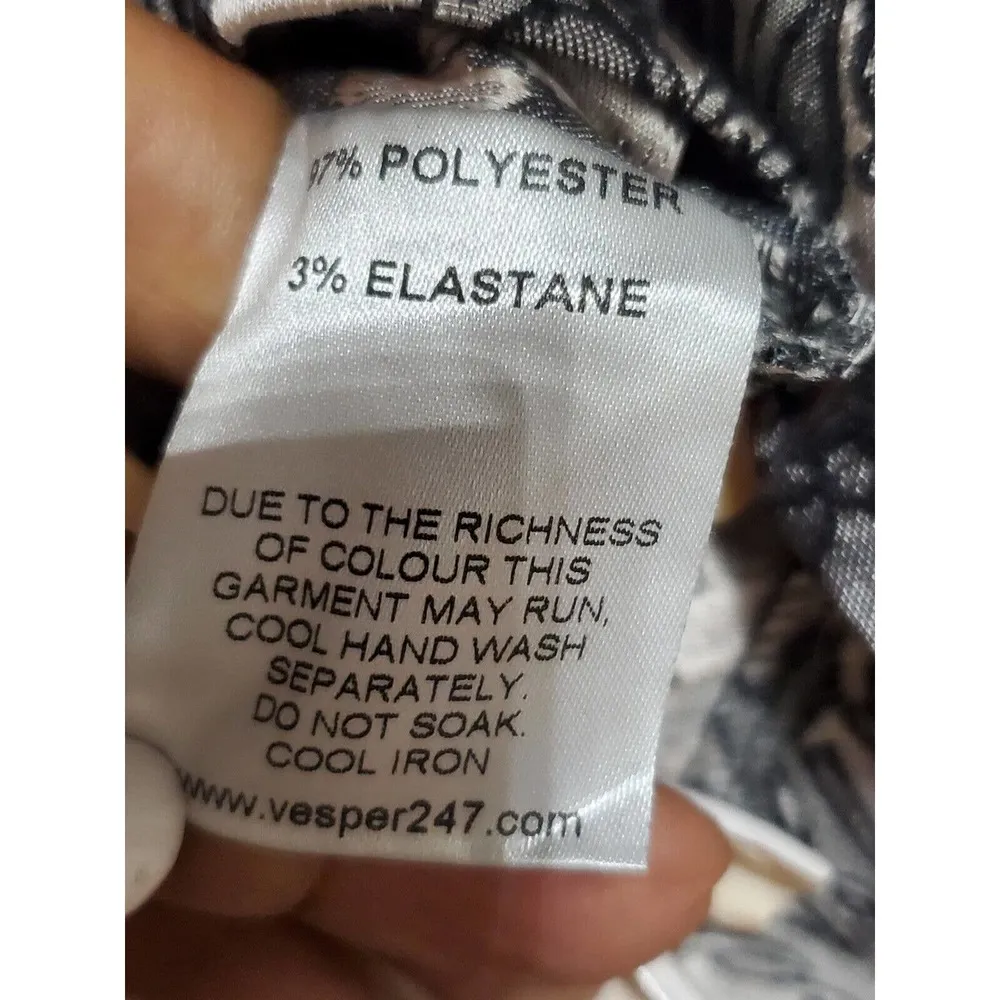 97% POLYESTER
3% ELASTANE
DUE TO THE RICHNESS
OF COLOUR THIS
GARMENT MAY RUN,
COOL HAND WASH
SEPARATELY.
DO NOT SOAK.
COOL IRON
www.vesper247.com